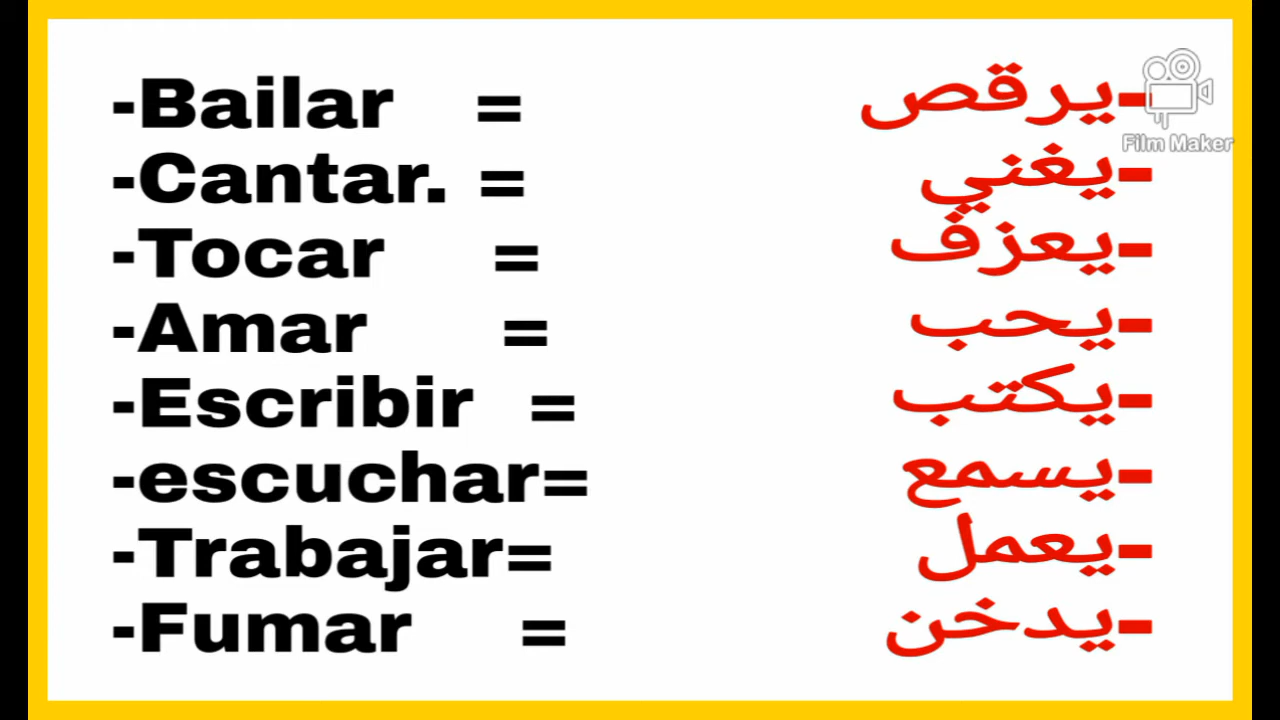 -Bailar = -يرقص
-Cantar. = -يغني
-Tocar = -يعزف
-Amar = -يحب
-Escribir = -يكتب
-escuchar= -يسمع
-Trabajar= -يعمل
-Fumar = -يدخن
Film Maker